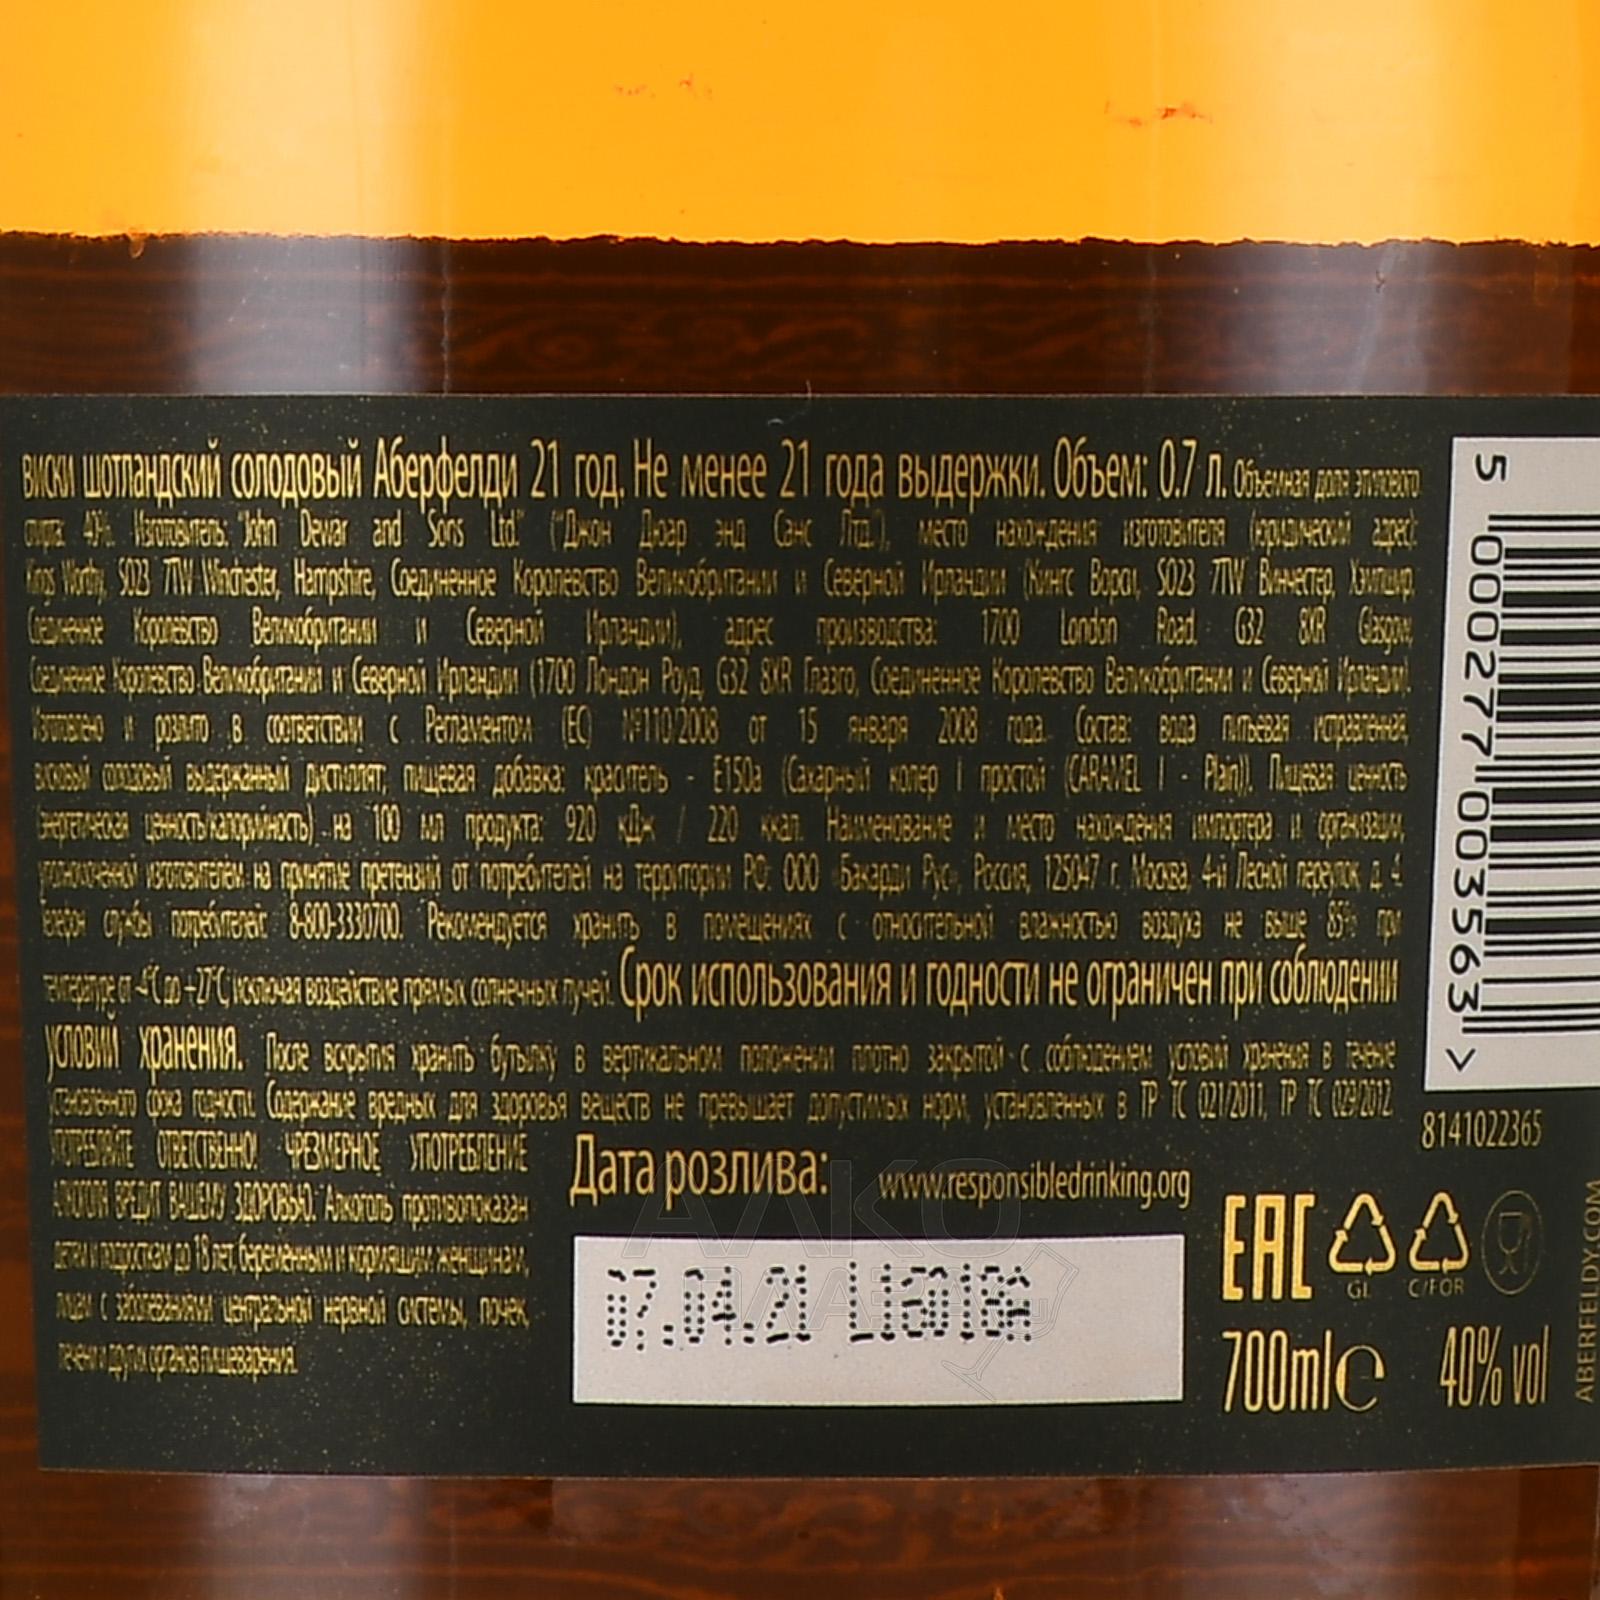 виски шотландский солодовый Аберфелди 21 год. Не менее 21 года выдержки. Объем: 0.7 л. Объемная доля этилового
спирта: 40%. Изготовитель: "John Dewar and Sons Ltd." ("Джон Дюар энд Санс Лтд."), место нахождения изготовителя (юридический адрес):
Kings Worthy, SO23 7TW Winchester, Hampshire, Соединенное Королевство Великобритании и Северной Ирландии (Кингс Ворси, SO23 7TW Винчестер, Хэмпшир,
Соединенное Королевство Великобритании и Северной Ирландии), адрес производства: 1700 London Road, G32 8XR Glasgow,
Соединенное Королевство Великобритании и Северной Ирландии (1700 Лондон Роуд, G32 8XR Глазго, Соединенное Королевство Великобритании и Северной Ирландии).
Изготовлено и розлито в соответствии с Регламентом (ЕС) №110/2008 от 15 января 2008 года. Состав: вода питьевая исправленная,
висковый солодовый выдержанный дистиллят, пищевая добавка: краситель - E150a (Сахарный колер I простой (CARAMEL I - Plain)). Пищевая ценность
(энергетическая ценность/калорийность) на 100 мл продукта: 920 кДж / 220 ккал. Наименование и место нахождения импортера и организации,
уполномоченной изготовителем на принятие претензий от потребителей на территории РФ: ООО «Бакарди Рус», Россия, 125047 г. Москва, 4-й Лесной переулок, д. 4.
Телефон службы потребителей: 8-800-3330700. Рекомендуется хранить в помещениях с относительной влажностью воздуха не выше 85% при
температуре от -4°C до +27°C, исключая воздействие прямых солнечных лучей. Срок использования и годности не ограничен при соблюдении
условий хранения. После вскрытия хранить бутылку в вертикальном положении плотно закрытой с соблюдением условий хранения в течение
установленного срока годности. Содержание вредных для здоровья веществ не превышает допустимых норм, установленных в ТР ТС 021/2011, ТР ТС 029/2012.
УПОТРЕБЛЯЙТЕ ОТВЕТСТВЕННО! ЧРЕЗМЕРНОЕ УПОТРЕБЛЕНИЕ
АЛКОГОЛЯ ВРЕДИТ ВАШЕМУ ЗДОРОВЬЮ. Алкоголь противопоказан
детям и подросткам до 18 лет, беременным и кормящим женщинам,
лицам с заболеваниями центральной нервной системы, почек,
печени и других органов пищеварения.
Дата розлива:
www.responsibledrinking.org
07.04.21 L1
EAC
GL
C/FOR
700ml e
40% vol
5 000277 003563 >
8141022365
ABERFELDY.COM